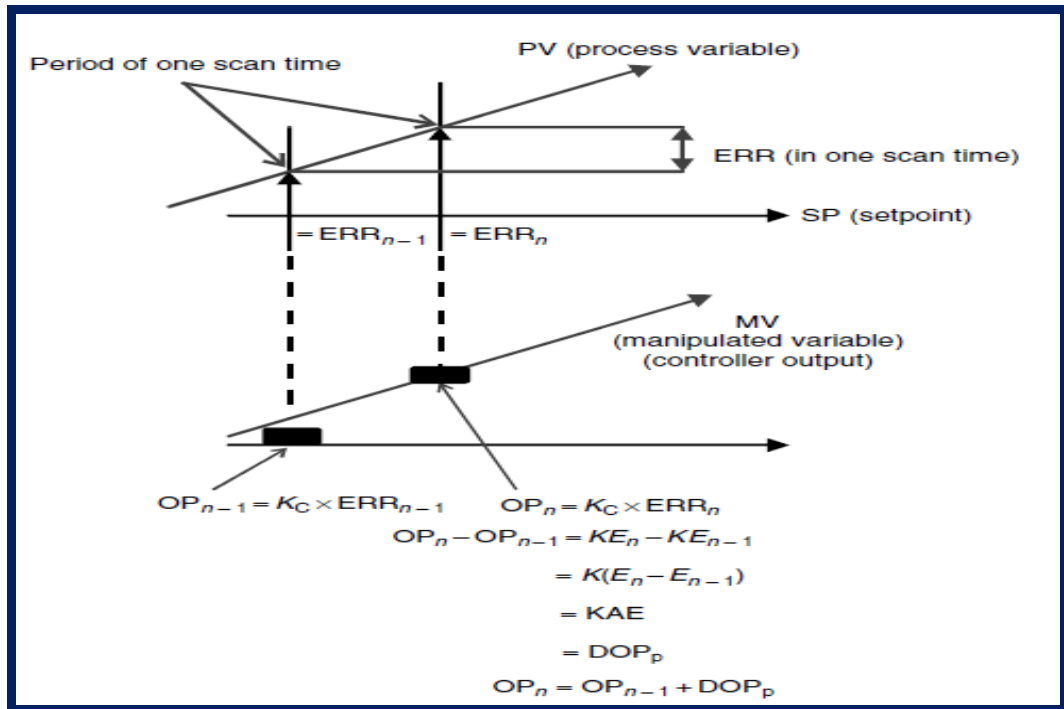 PV (process variable)
Period of one scan time
ERR (in one scan time)
SP (setpoint)
= ERRₙ₋₁
= ERRₙ
MV
(manipulated variable)
(controller output)
OPₙ₋₁ = K_C × ERRₙ₋₁
OPₙ = K_C × ERRₙ
OPₙ – OPₙ₋₁ = KEₙ – KEₙ₋₁
= K(Eₙ – Eₙ₋₁)
= KAE
= DOPₚ
OPₙ = OPₙ₋₁ + DOPₚ